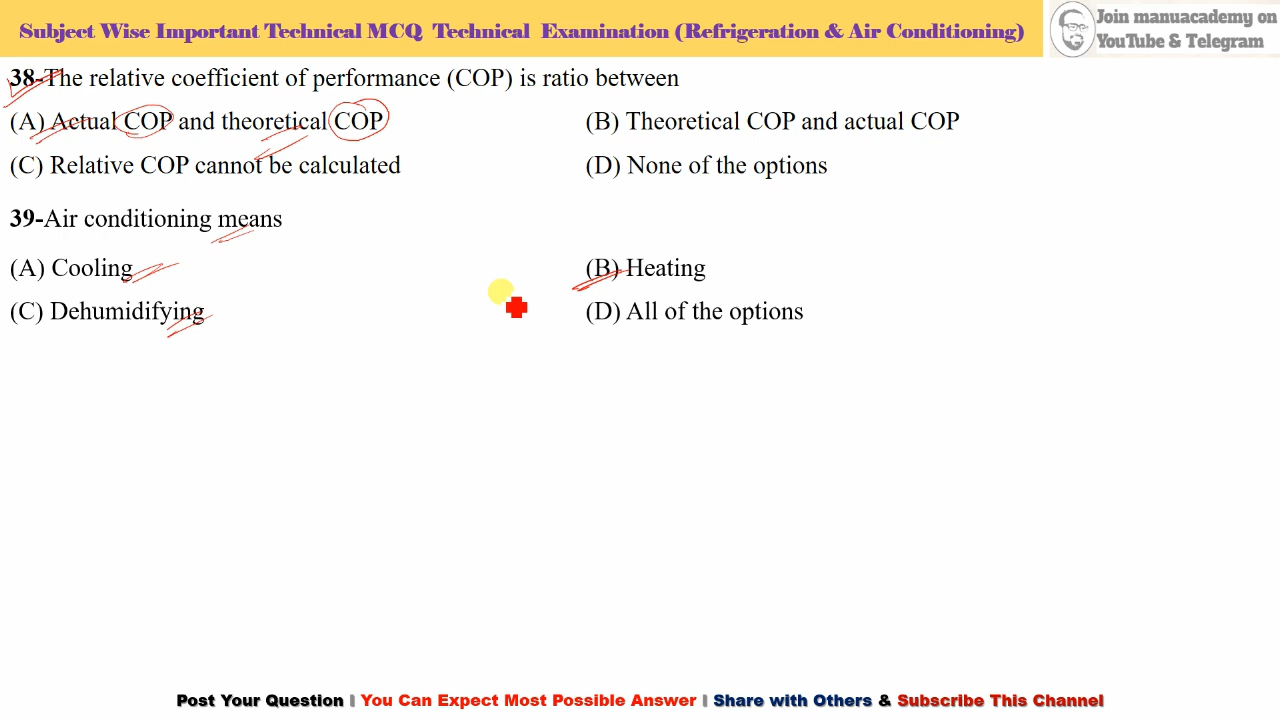 Subject Wise Important Technical MCQ Technical Examination (Refrigeration & Air Conditioning)
Join manuacademy on
YouTube & Telegram
38-The relative coefficient of performance (COP) is ratio between
(A) Actual COP and theoretical COP (B) Theoretical COP and actual COP
(C) Relative COP cannot be calculated (D) None of the options
39-Air conditioning means
(A) Cooling (B) Heating
(C) Dehumidifying (D) All of the options
Post Your Question | You Can Expect Most Possible Answer | Share with Others & Subscribe This Channel